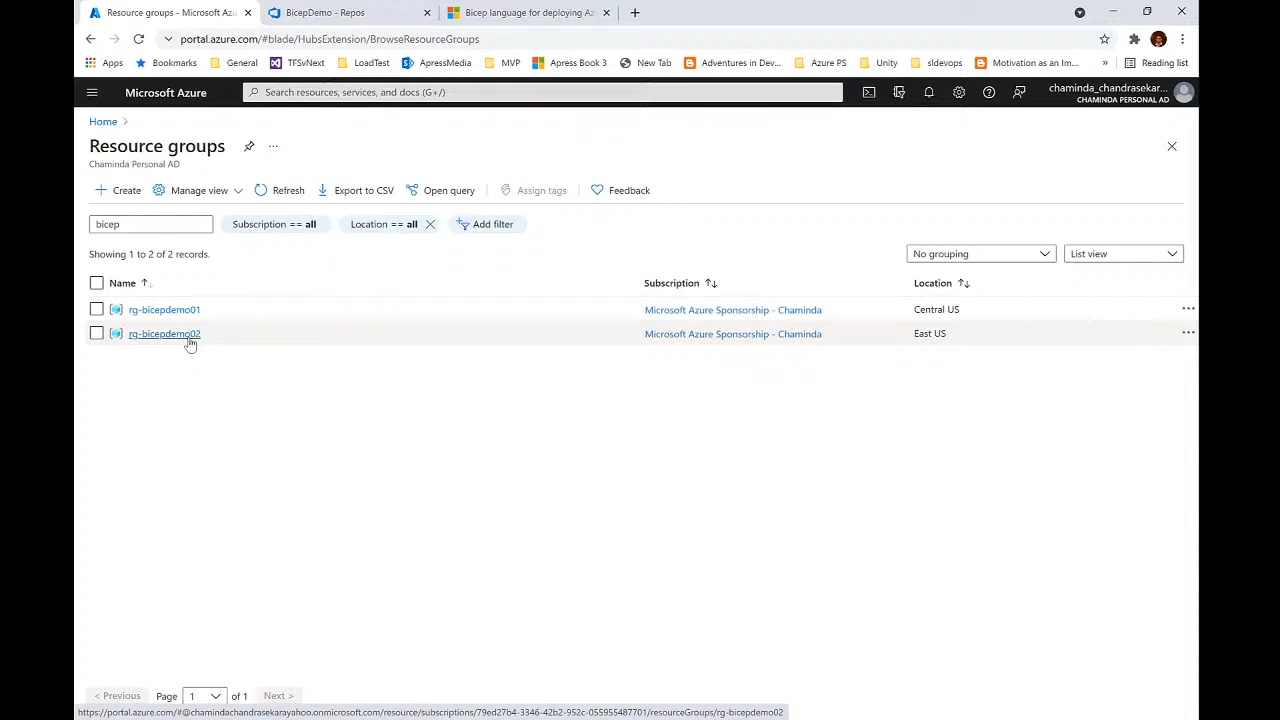 Resource groups - Microsoft Azu
BicepDemo - Repos
Bicep language for deploying Az
portal.azure.com/#blade/HubsExtension/BrowseResourceGroups
Apps Bookmarks General TFSvNext LoadTest ApressMedia MVP Apress Book 3 New Tab Adventures in Dev... Azure PS Unity sldevops Motivation as an Im... » Reading list
Microsoft Azure
Search resources, services, and docs (G+/)
chaminda_chandrasekar...
CHAMINDA PERSONAL AD
Home >
Resource groups ...
Chaminda Personal AD
Create Manage view Refresh Export to CSV Open query Assign tags Feedback
bicep Subscription == all Location == all Add filter
Showing 1 to 2 of 2 records.
No grouping List view
Name Subscription Location
rg-bicepdemo01 Microsoft Azure Sponsorship - Chaminda Central US
rg-bicepdemo02 Microsoft Azure Sponsorship - Chaminda East US
< Previous Page 1 of 1 Next >
https://portal.azure.com/#@chamindachandrasekarayahoo.onmicrosoft.com/resource/subscriptions/79ed27b4-3346-42b2-952c-055955487701/resourceGroups/rg-bicepdemo02